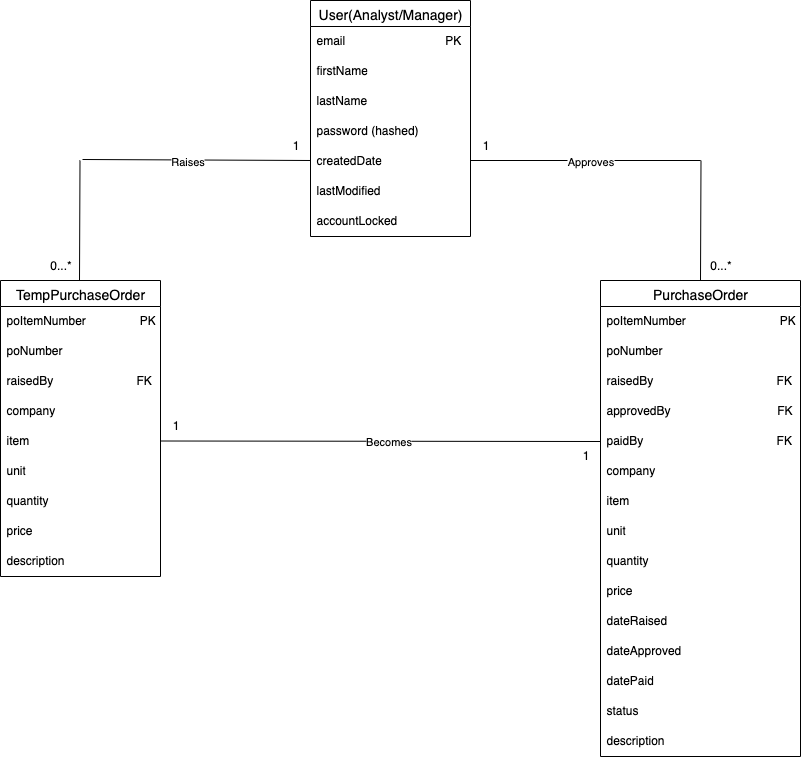 User(Analyst/Manager)
email PK
firstName
lastName
password (hashed)
createdDate
lastModified
accountLocked
1
Raises
1
Approves
0...*
0...*
TempPurchaseOrder
poItemNumber PK
poNumber
raisedBy FK
company
item
unit
quantity
price
description
1
Becomes
1
PurchaseOrder
poItemNumber PK
poNumber
raisedBy FK
approvedBy FK
paidBy FK
company
item
unit
quantity
price
dateRaised
dateApproved
datePaid
status
description